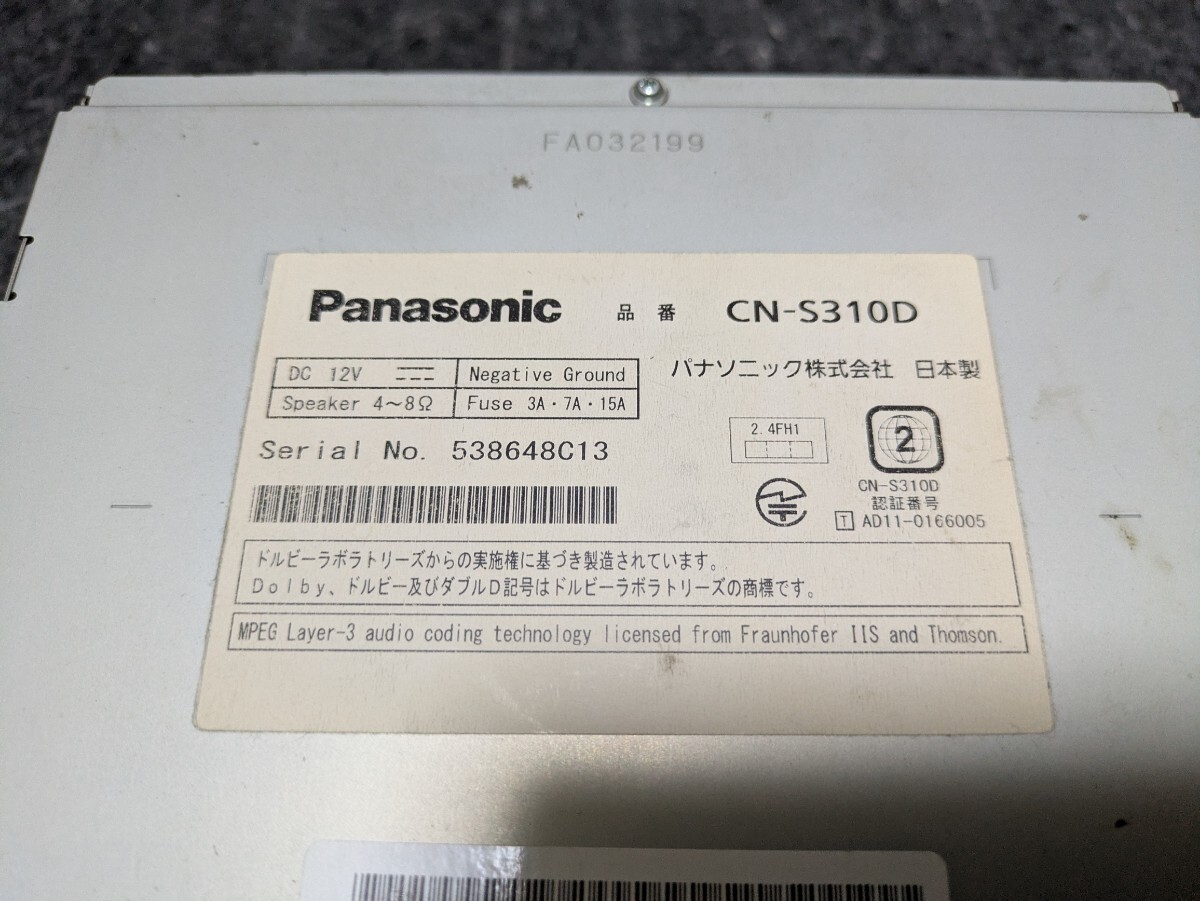 FA032199
Panasonic 品番 CN-S310D
DC 12V Negative Ground
Speaker 4～8Ω Fuse 3A・7A・15A
パナソニック株式会社 日本製
Serial No. 538648C13
2.4FH1
2
CN-S310D
認証番号
T AD11-0166005
ドルビーラボラトリーズからの実施権に基づき製造されています。
Dolby、ドルビー及びダブルD記号はドルビーラボラトリーズの商標です。
MPEG Layer-3 audio coding technology licensed from Fraunhofer IIS and Thomson.